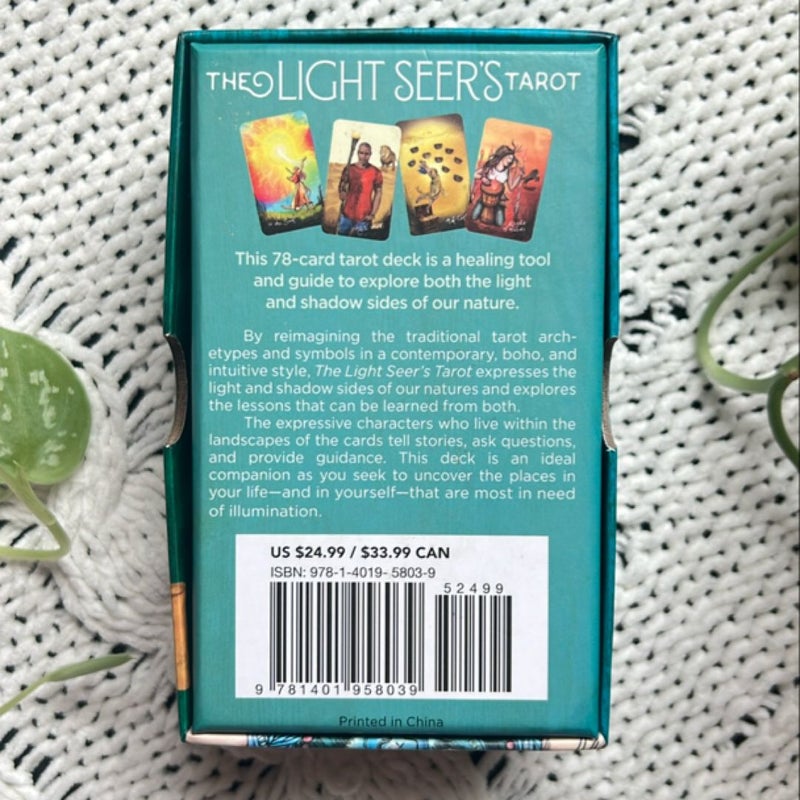 THE LIGHT SEER'S TAROT
This 78-card tarot deck is a healing tool
and guide to explore both the light
and shadow sides of our nature.
By reimagining the traditional tarot arch-
etypes and symbols in a contemporary, boho, and
intuitive style, The Light Seer's Tarot expresses the
light and shadow sides of our natures and explores
the lessons that can be learned from both.
The expressive characters who live within the
landscapes of the cards tell stories, ask questions,
and provide guidance. This deck is an ideal
companion as you seek to uncover the places in
your life—and in yourself—that are most in need
of illumination.
US $24.99 / $33.99 CAN
ISBN: 978-1-4019- 5803-9
52499
9 781401 958039
Printed in China